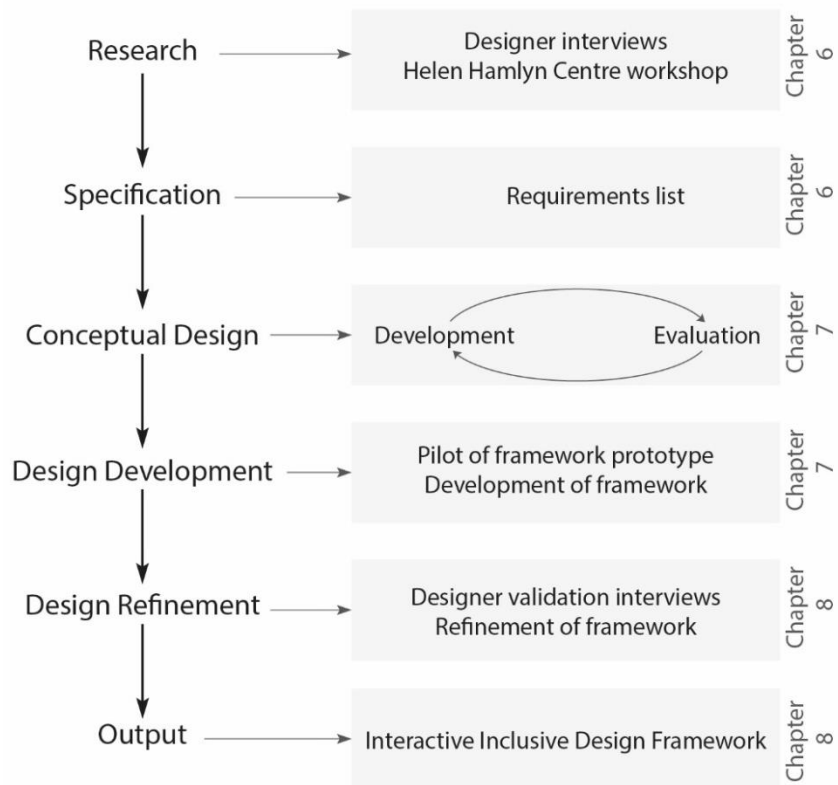 Research
Designer interviews
Helen Hamlyn Centre workshop
Chapter
6
Specification
Requirements list
Chapter
6
Conceptual Design
Development
Evaluation
Chapter
7
Design Development
Pilot of framework prototype
Development of framework
Chapter
7
Design Refinement
Designer validation interviews
Refinement of framework
Chapter
8
Output
Interactive Inclusive Design Framework
Chapter
8